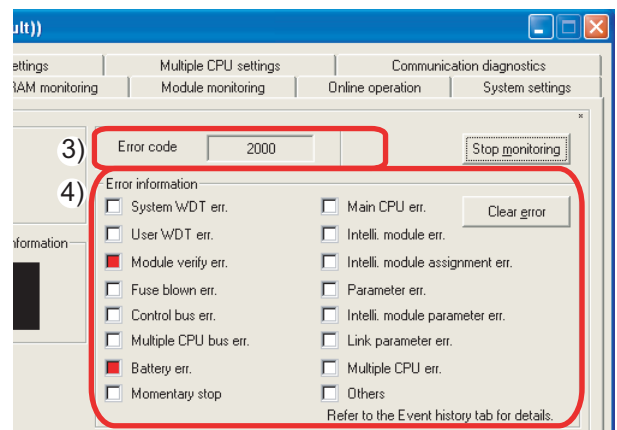 ult))
ettings Multiple CPU settings Communication diagnostics
RAM monitoring Module monitoring Online operation System settings
3) Error code 2000 Stop monitoring
4) Error information
System WDT err. Main CPU err. Clear error
User WDT err. Intelli. module err.
nformation Module verify err. Intelli. module assignment err.
Fuse blown err. Parameter err.
Control bus err. Intelli. module parameter err.
Multiple CPU bus err. Link parameter err.
Battery err. Multiple CPU err.
Momentary stop Others
Refer to the Event history tab for details.